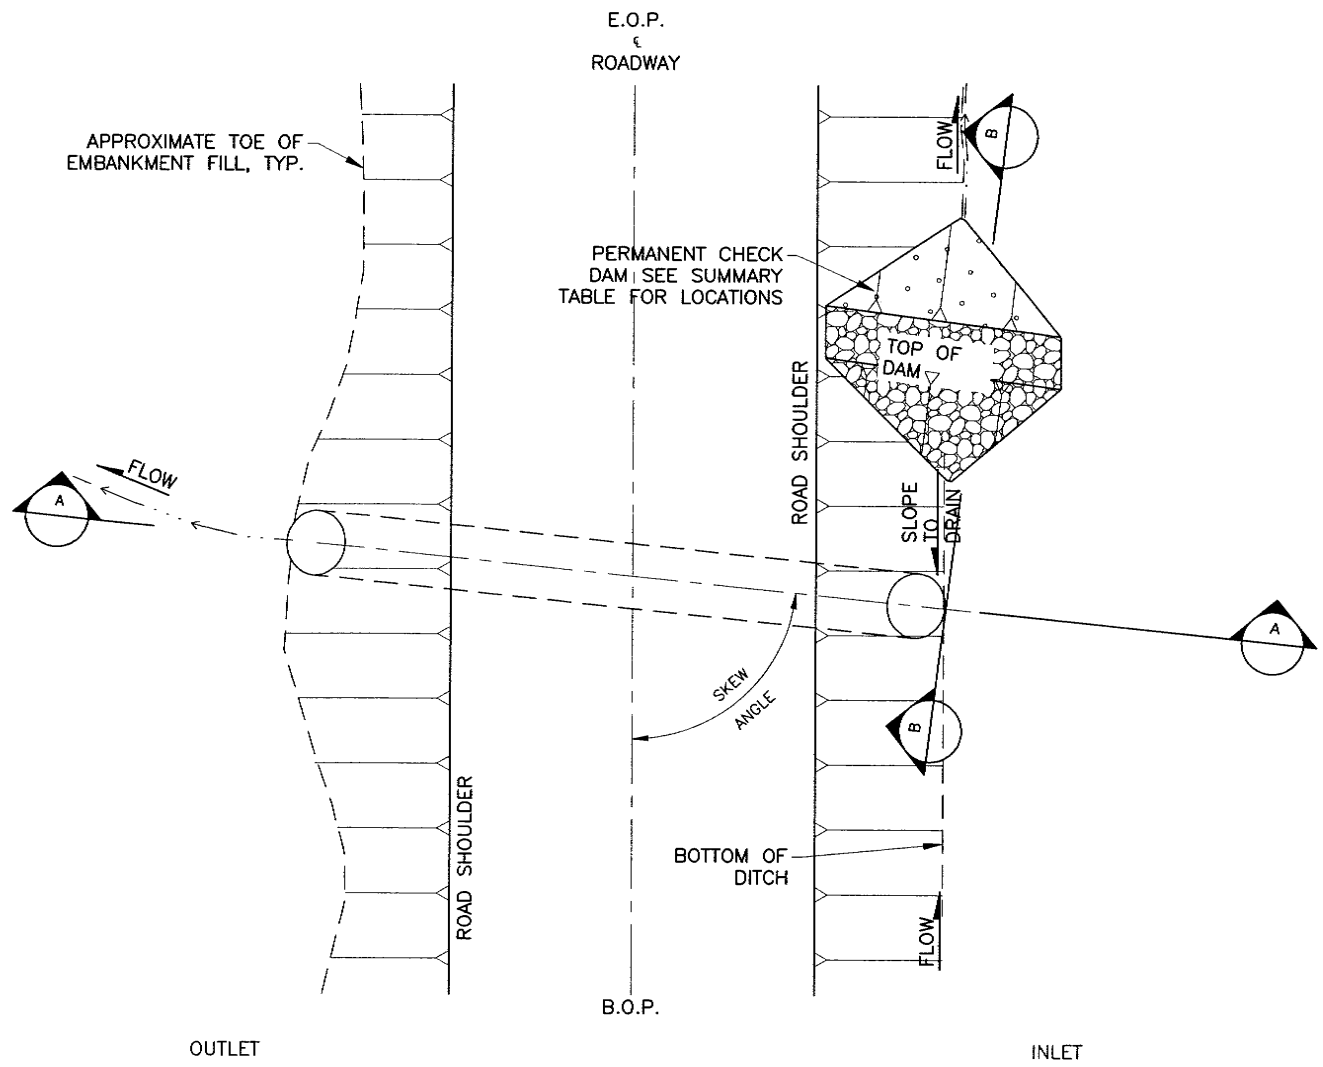 E.O.P.
℄
ROADWAY
APPROXIMATE TOE OF
EMBANKMENT FILL, TYP.
FLOW
B
PERMANENT CHECK
DAM SEE SUMMARY
TABLE FOR LOCATIONS
TOP OF
DAM
ROAD SHOULDER
FLOW
A
SLOPE
TO
DRAIN
A
SKEW
ANGLE
B
ROAD SHOULDER
BOTTOM OF
DITCH
FLOW
B.O.P.
OUTLET
INLET